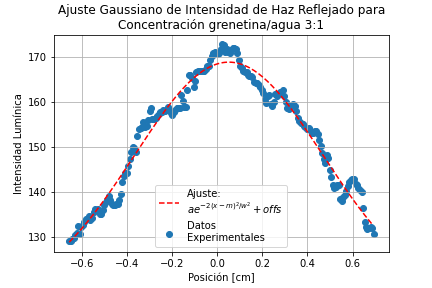 Ajuste Gaussiano de Intensidad de Haz Reflejado para
Concentración grenetina/agua 3:1
Intensidad Lumínica
170
160
150
140
130
Ajuste:
ae^{-2(x-m)^2/w^2} + offs
Datos
Experimentales
−0.6 −0.4 −0.2 0.0 0.2 0.4 0.6
Posición [cm]